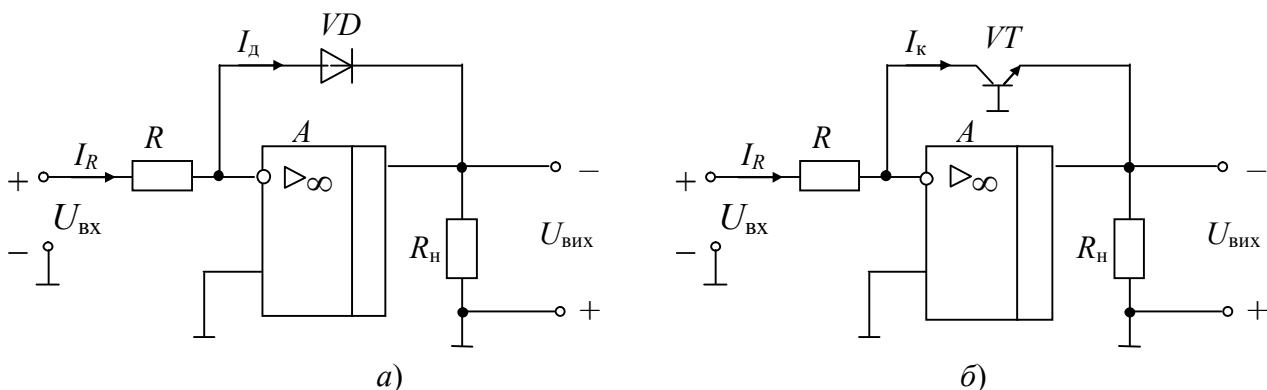 VD
I_д
A
R
I_R
+
▷∞
–
U_вх
–
R_н
U_вих
+
а)
VT
I_к
A
R
I_R
+
▷∞
–
U_вх
–
R_н
U_вих
+
б)